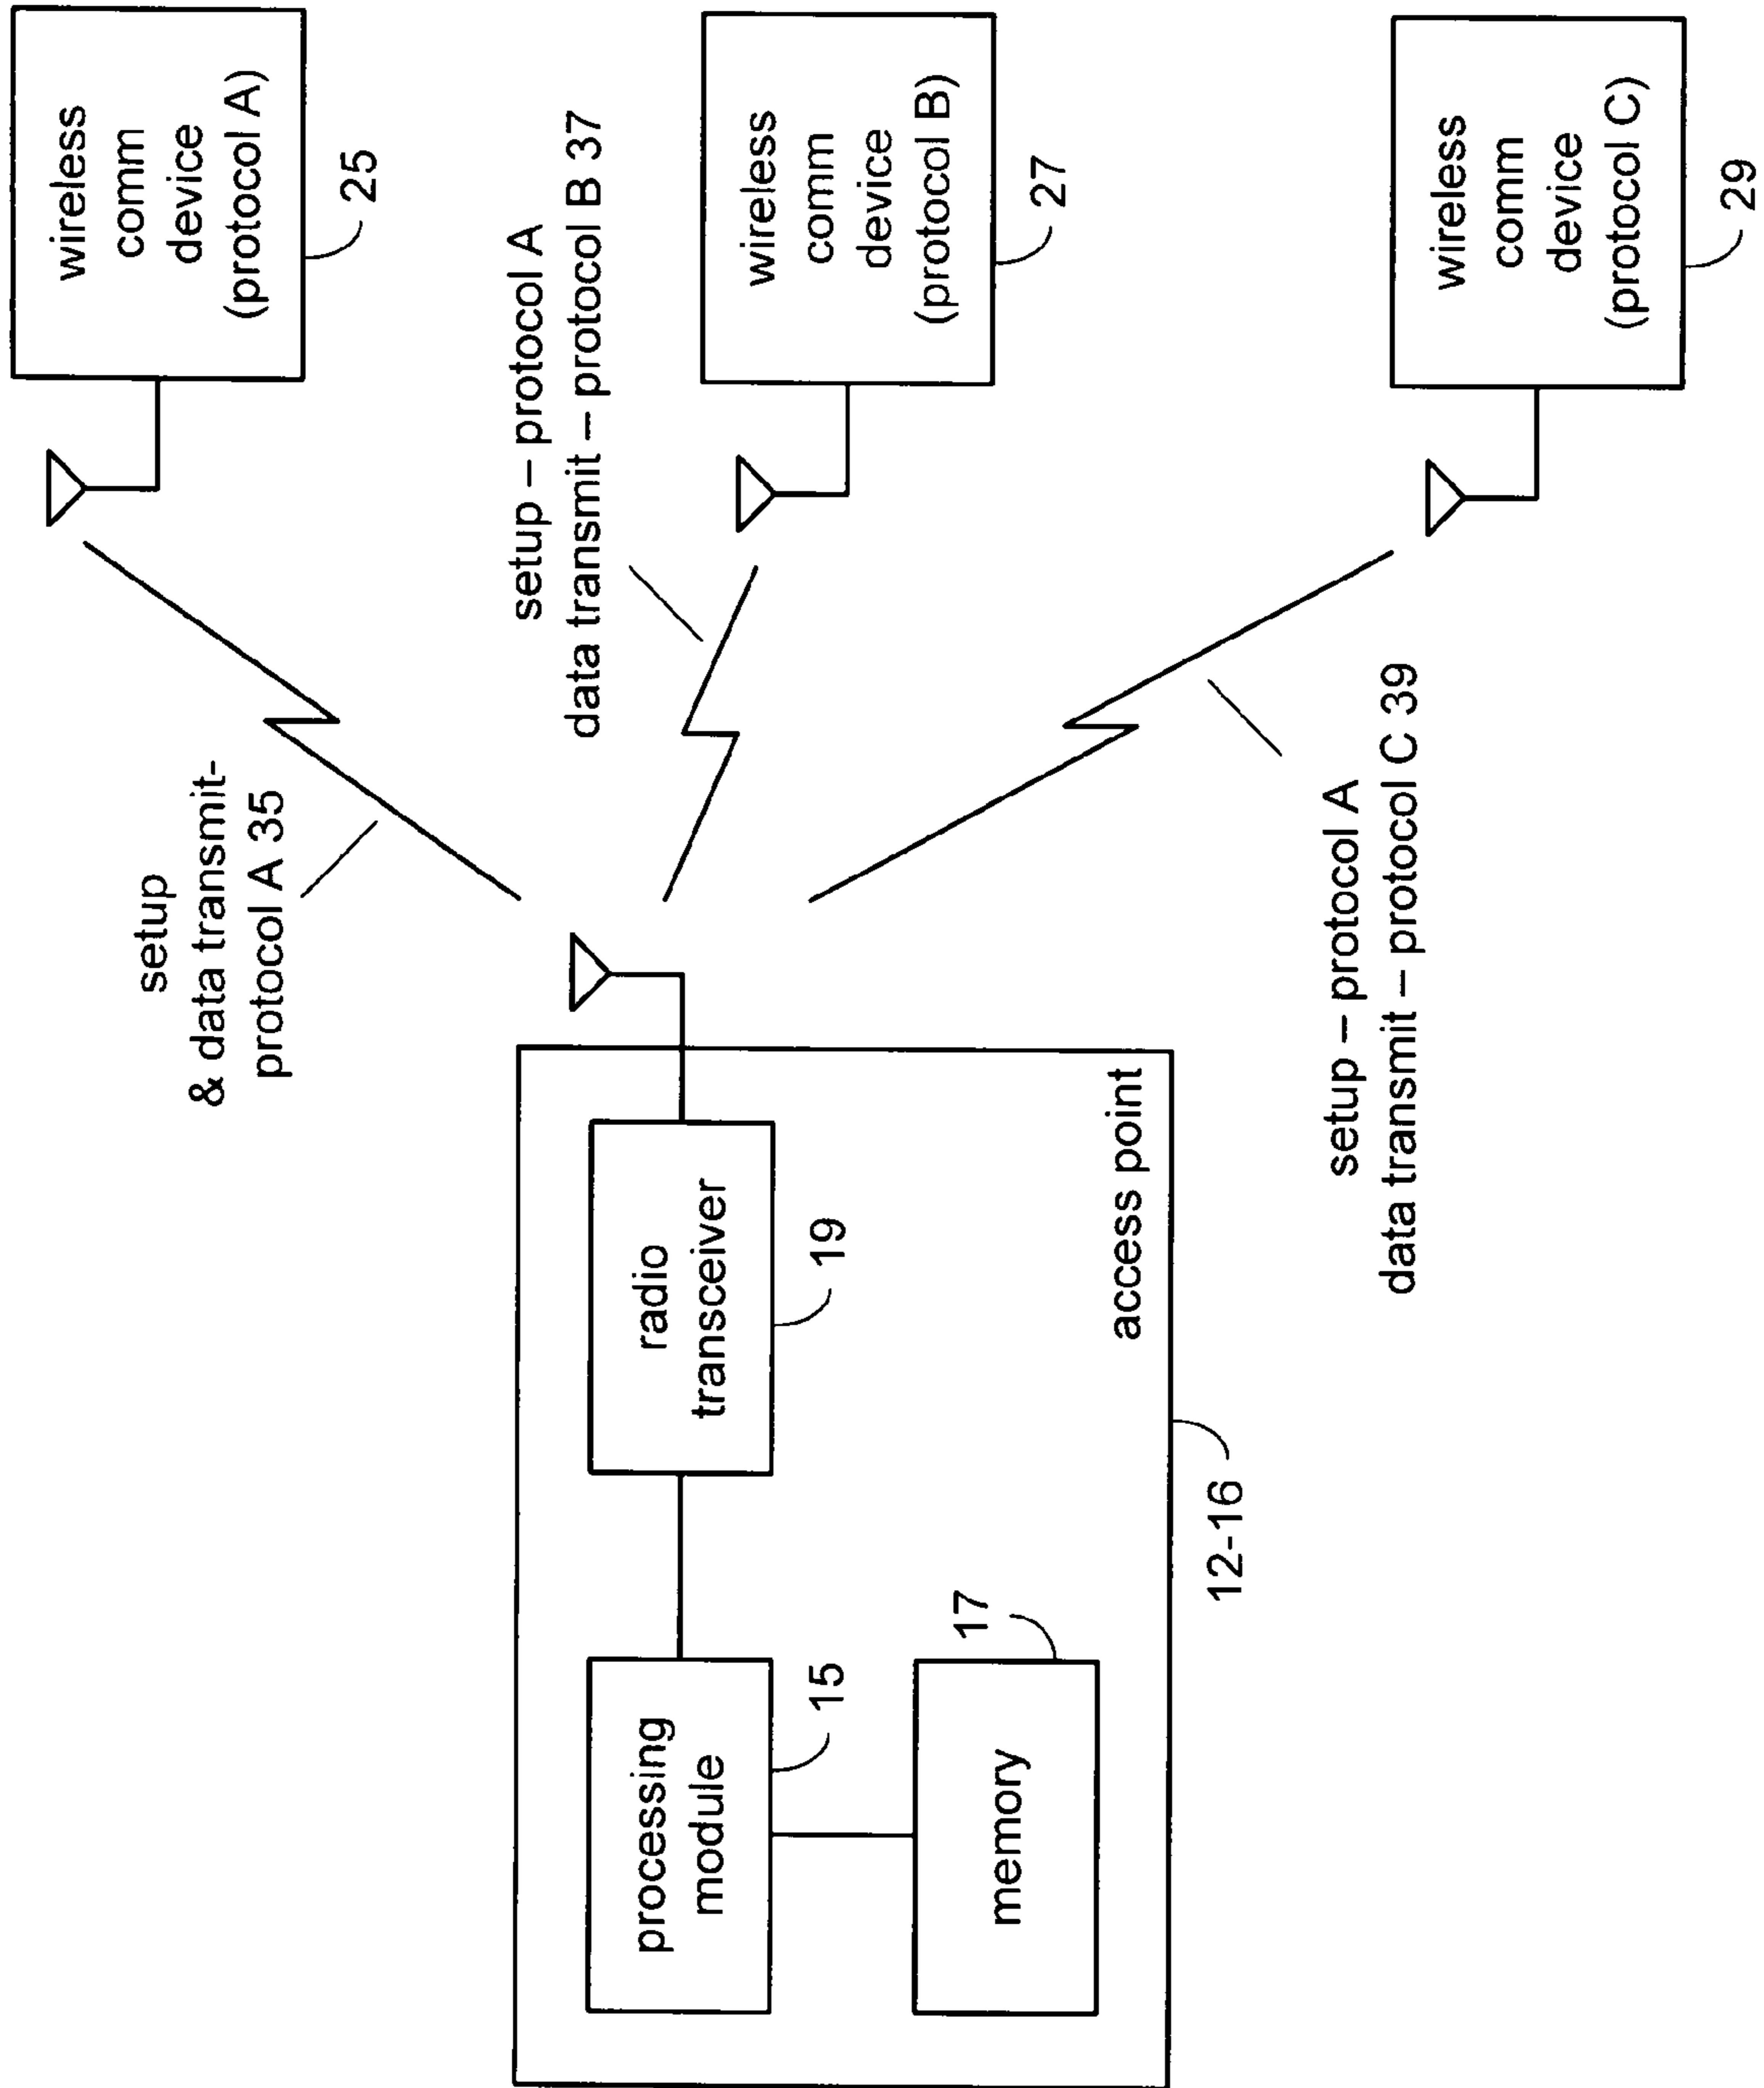 processing
module
15
memory
17
radio
transceiver
19
access point
12-16
setup
& data transmit-
protocol A 35
setup – protocol A
data transmit – protocol B 37
setup – protocol A
data transmit – protocol C 39
wireless
comm
device
(protocol A)
25
wireless
comm
device
(protocol B)
27
wireless
comm
device
(protocol C)
29